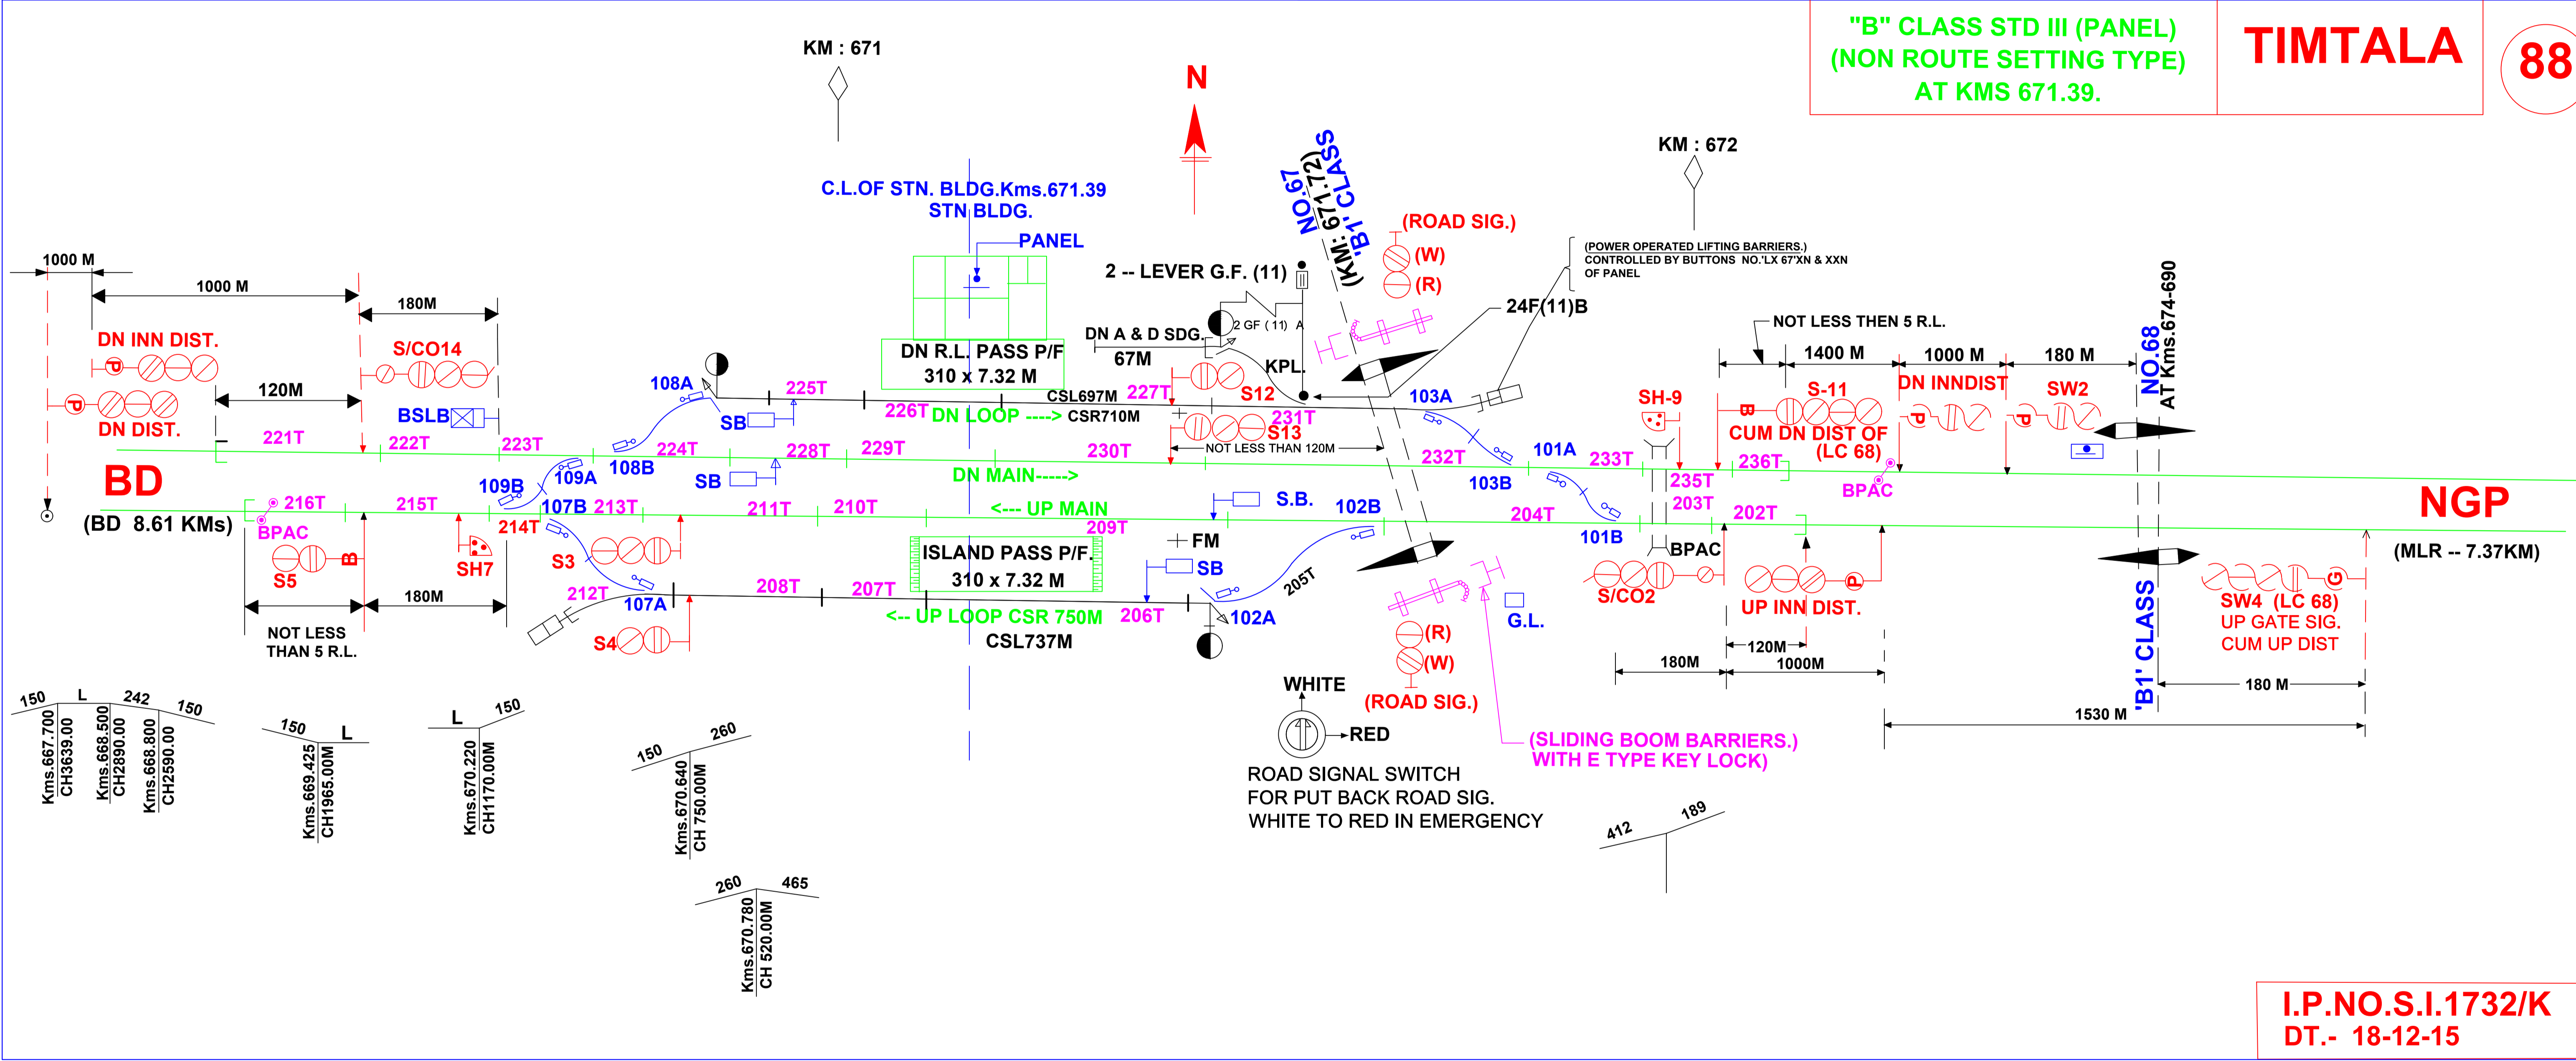 "B" CLASS STD III (PANEL)
(NON ROUTE SETTING TYPE)
AT KMS 671.39.
TIMTALA
88
KM : 671
N
KM : 672
C.L.OF STN. BLDG.Kms.671.39
STN BLDG.
PANEL
NO.67
(KM: 671.72)
'B1' CLASS
(ROAD SIG.)
(W)
(R)
(POWER OPERATED LIFTING BARRIERS.)
CONTROLLED BY BUTTONS NO.'LX 67'XN & XXN
OF PANEL
2 -- LEVER G.F. (11)
24F(11)B
2 GF ( 11) A
DN A & D SDG.
67M
KPL.
1000 M
1000 M
180M
DN INN DIST.
P
P
DN DIST.
S/CO14
120M
BSLB
108A
225T
226T
DN R.L. PASS P/F
310 x 7.32 M
CSL697M
CSR710M
DN LOOP ---->
227T
S12
231T
S13
NOT LESS THAN 120M
103A
SH-9
NOT LESS THEN 5 R.L.
1400 M
1000 M
180 M
B
S-11
CUM DN DIST OF
(LC 68)
DN INNDIST
P
SW2
P
NO.68
AT Kms.674-690
221T
222T
223T
108B
224T
SB
228T
229T
230T
232T
101A
233T
235T
236T
BPAC
BD
(BD 8.61 KMs)
109A
109B
SB
DN MAIN----->
103B
NGP
(MLR -- 7.37KM)
216T
215T
214T
107B
213T
211T
210T
<--- UP MAIN
209T
S.B.
102B
204T
101B
203T
202T
BPAC
BPAC
S5
B
SH7
S3
ISLAND PASS P/F.
310 x 7.32 M
FM
SB
205T
S/CO2
P
UP INN DIST.
G
SW4 (LC 68)
UP GATE SIG.
CUM UP DIST
NOT LESS
THAN 5 R.L.
180M
212T
107A
S4
208T
207T
<-- UP LOOP CSR 750M
CSL737M
206T
102A
(R)
(W)
(ROAD SIG.)
G.L.
120M
180M
1000M
180 M
1530 M
'B1' CLASS
WHITE
RED
ROAD SIGNAL SWITCH
FOR PUT BACK ROAD SIG.
WHITE TO RED IN EMERGENCY
(SLIDING BOOM BARRIERS.)
WITH E TYPE KEY LOCK)
150
L
242
150
Kms.667.700
CH3639.00
Kms.668.500
CH2890.00
Kms.668.800
CH2590.00
150
L
Kms.669.425
CH1965.00M
L
150
Kms.670.220
CH1170.00M
150
260
Kms.670.640
CH 750.00M
260
465
Kms.670.780
CH 520.00M
412
189
I.P.NO.S.I.1732/K
DT.- 18-12-15